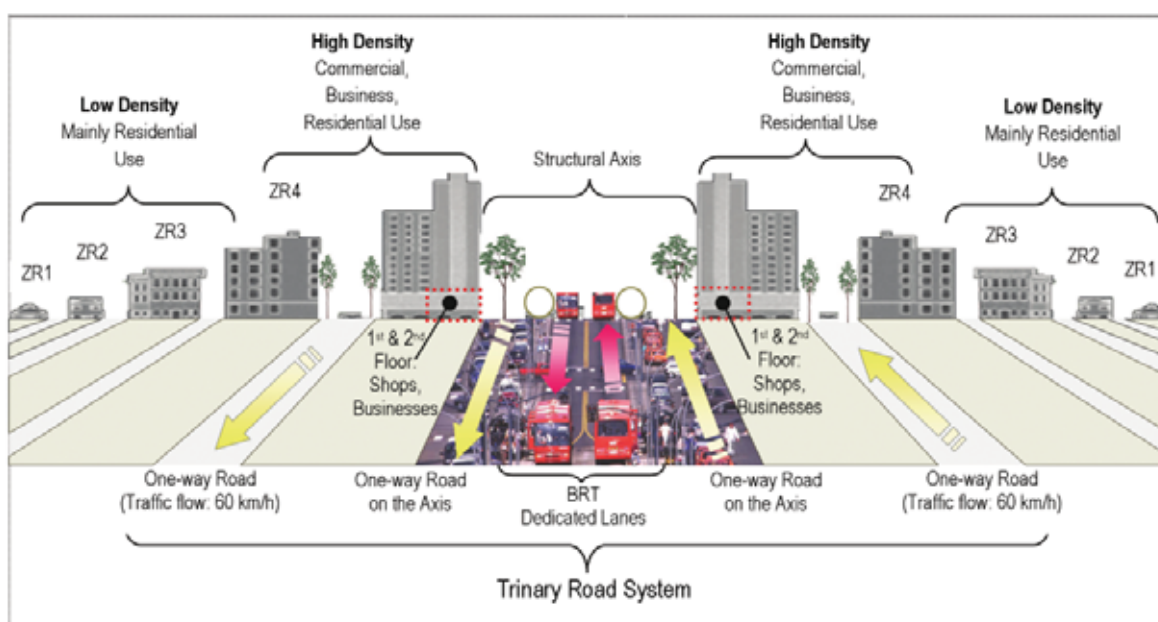 High Density
Commercial,
Business,
Residential Use
High Density
Commercial,
Business,
Residential Use
Low Density
Mainly Residential
Use
Low Density
Mainly Residential
Use
Structural Axis
ZR4
ZR4
ZR3
ZR2
ZR1
ZR3
ZR2
ZR1
1st & 2nd
Floor:
Shops,
Businesses
1st & 2nd
Floor:
Shops,
Businesses
One-way Road
(Traffic flow: 60 km/h)
One-way Road
on the Axis
BRT
Dedicated Lanes
One-way Road
on the Axis
One-way Road
(Traffic flow: 60 km/h)
Trinary Road System